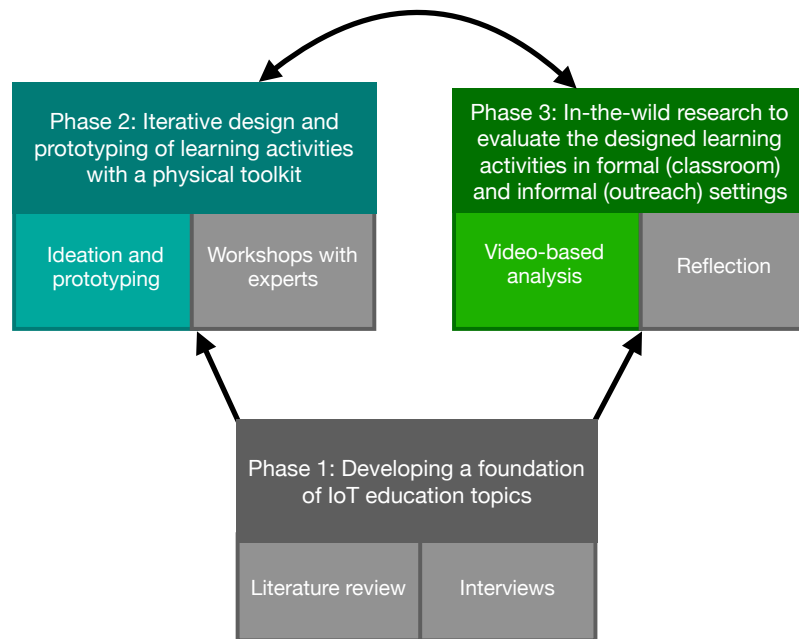 Phase 2: Iterative design and
prototyping of learning activities
with a physical toolkit
Ideation and
prototyping
Workshops with
experts
Phase 3: In-the-wild research to
evaluate the designed learning
activities in formal (classroom)
and informal (outreach) settings
Video-based
analysis
Reflection
Phase 1: Developing a foundation
of IoT education topics
Literature review
Interviews